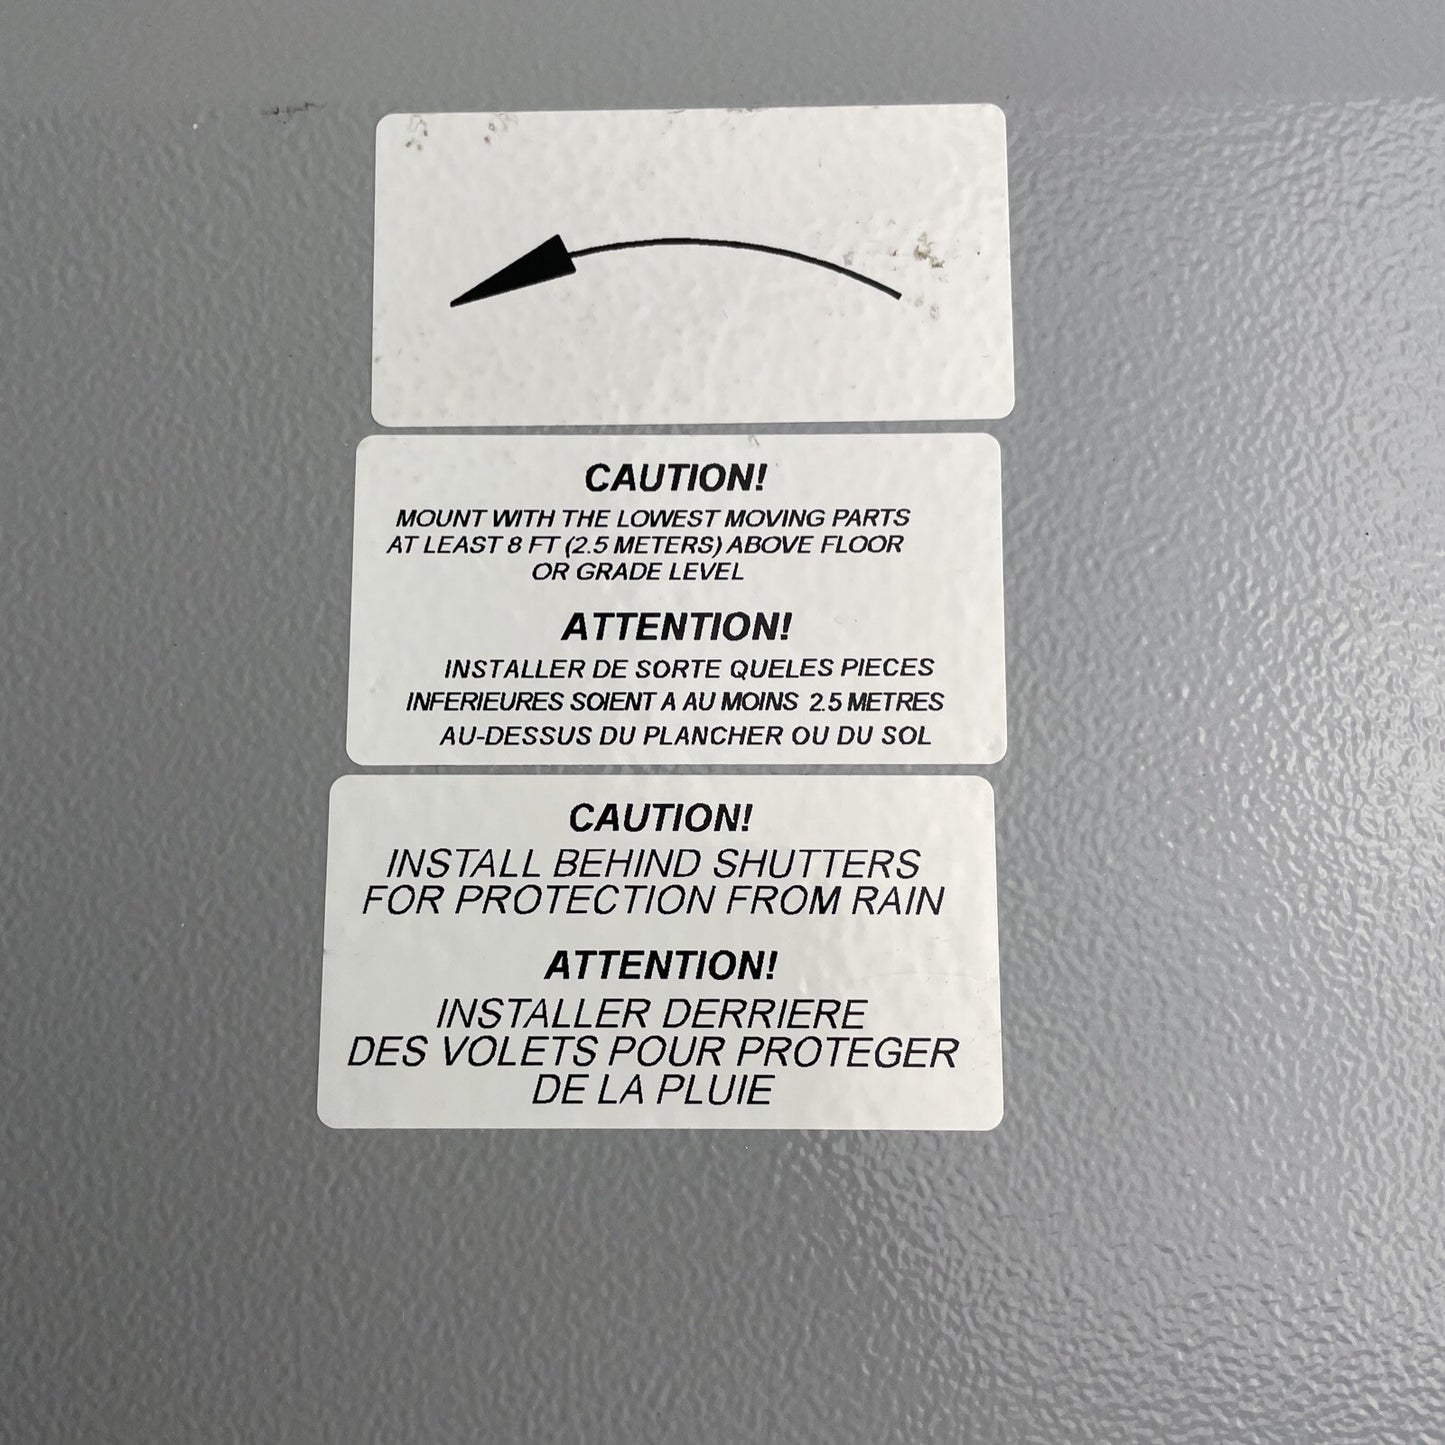 CAUTION!
MOUNT WITH THE LOWEST MOVING PARTS
AT LEAST 8 FT (2.5 METERS) ABOVE FLOOR
OR GRADE LEVEL
ATTENTION!
INSTALLER DE SORTE QUELES PIECES
INFERIEURES SOIENT A AU MOINS 2.5 METRES
AU-DESSUS DU PLANCHER OU DU SOL
CAUTION!
INSTALL BEHIND SHUTTERS
FOR PROTECTION FROM RAIN
ATTENTION!
INSTALLER DERRIERE
DES VOLETS POUR PROTEGER
DE LA PLUIE